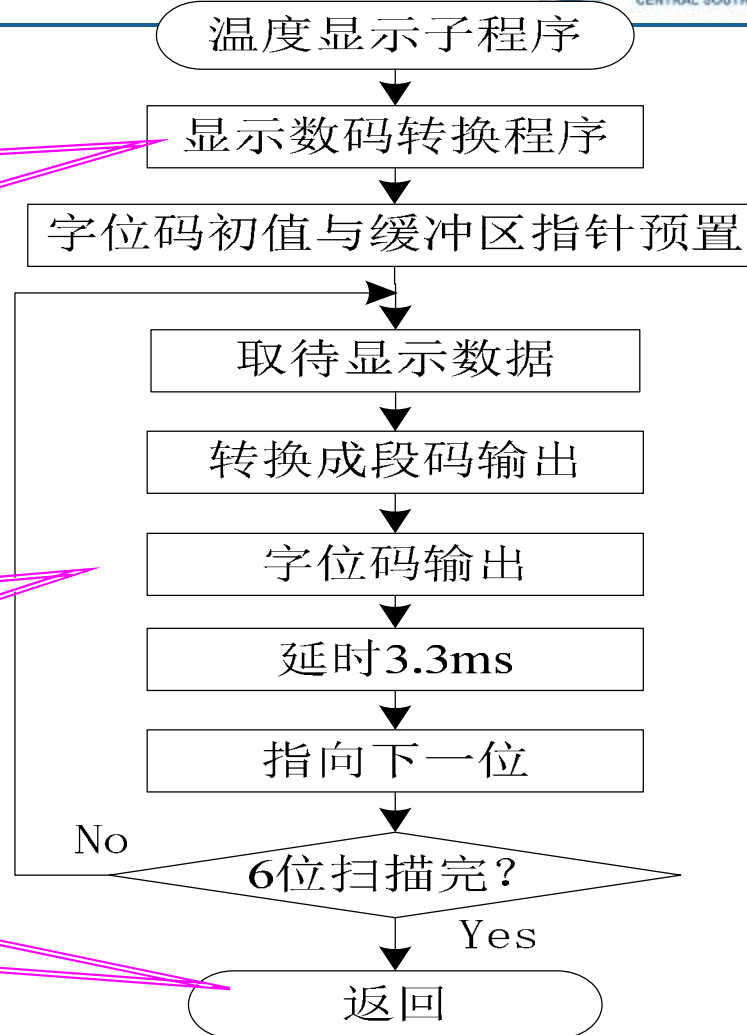 CENTRAL SOUTH
温度显示子程序
显示数码转换程序
字位码初值与缓冲区指针预置
取待显示数据
转换成段码输出
字位码输出
延时3.3ms
指向下一位
No
6位扫描完?
Yes
返回